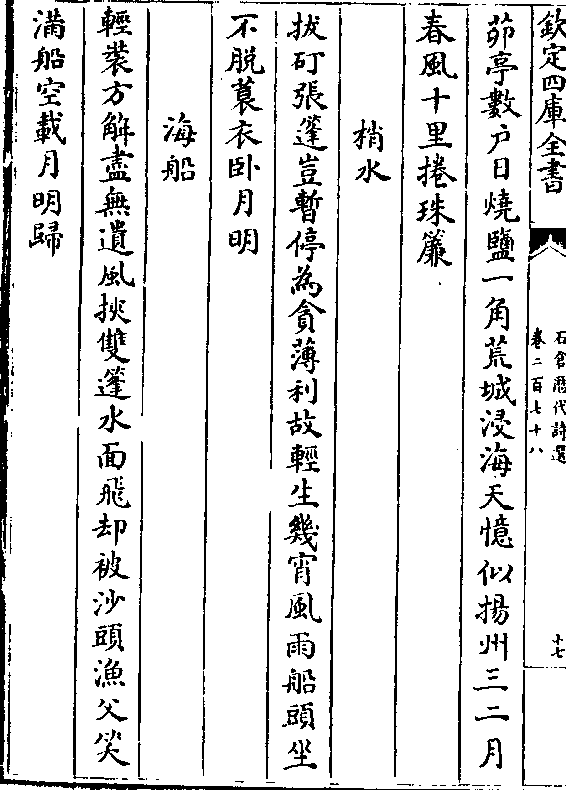 欽定四庫全書
石倉歷代詩選
卷二百七十八
十七
茆亭數户日燒鹽一角荒城浸海天憶似揚州三二月
春風十里捲珠簾
梢水
拔矴張篷豈暫停為貪薄利故輕生幾宵風雨船頭坐
不脱蓑衣卧月明
海船
輕裝方解盡無遺風挾雙篷水面飛却被沙頭漁父笑
滿船空載月明歸